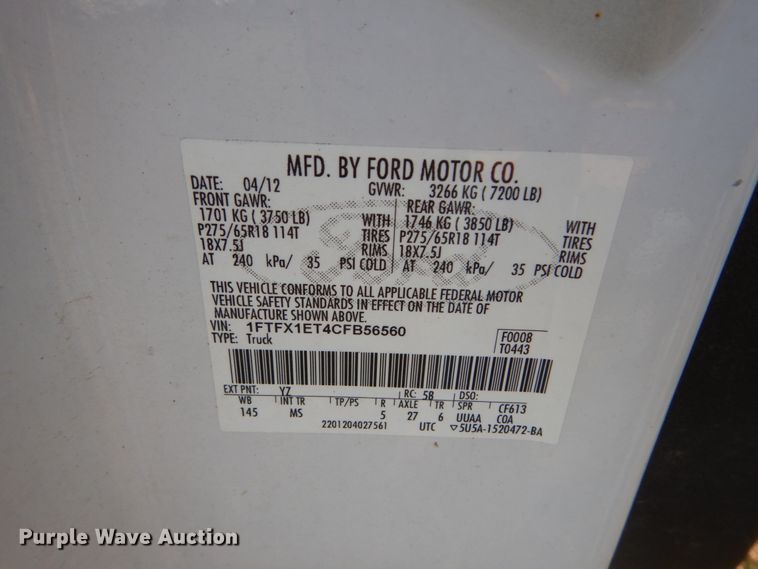 MFD. BY FORD MOTOR CO.
DATE: 04/12 GVWR: 3266 KG ( 7200 LB)
FRONT GAWR: REAR GAWR:
1701 KG ( 3750 LB) WITH 1746 KG ( 3850 LB) WITH
P275/65R18 114T TIRES P275/65R18 114T TIRES
18X7.5J RIMS 18X7.5J RIMS
AT 240 kPa/ 35 PSI COLD AT 240 kPa/ 35 PSI COLD
THIS VEHICLE CONFORMS TO ALL APPLICABLE FEDERAL MOTOR
VEHICLE SAFETY STANDARDS IN EFFECT ON THE DATE OF
MANUFACTURE SHOWN ABOVE.
VIN: 1FTFX1ET4CFB56560 F0008
TYPE: Truck T0443
EXT PNT: YZ RC: 58 DSO:
WB INT TR TP/PS R AXLE TR SPR CF613
145 MS 5 27 6 UUAA COA
2201204027561 UTC ▽5U5A-1520472-BA
Purple Wave Auction